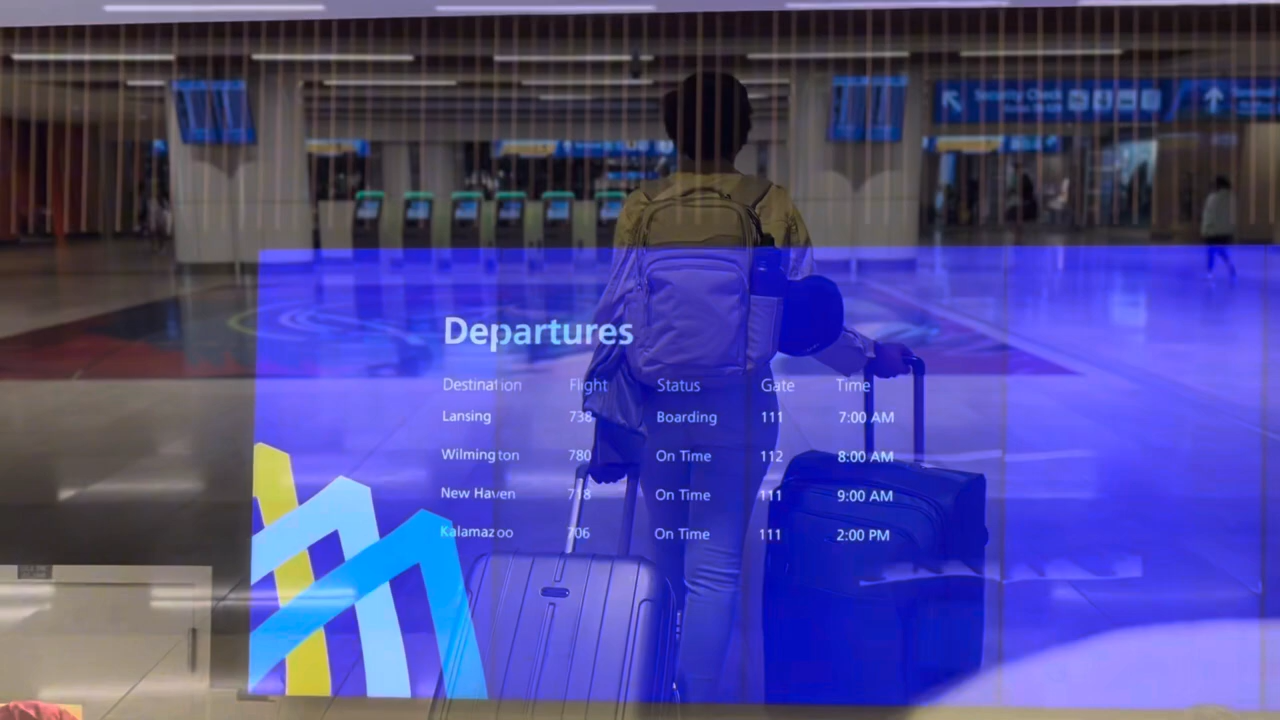 Security Check
Departures
Destination Flight Status Gate Time
Lansing 738 Boarding 111 7:00 AM
Wilmington 780 On Time 112 8:00 AM
New Haven 718 On Time 111 9:00 AM
Kalamazoo 706 On Time 111 2:00 PM